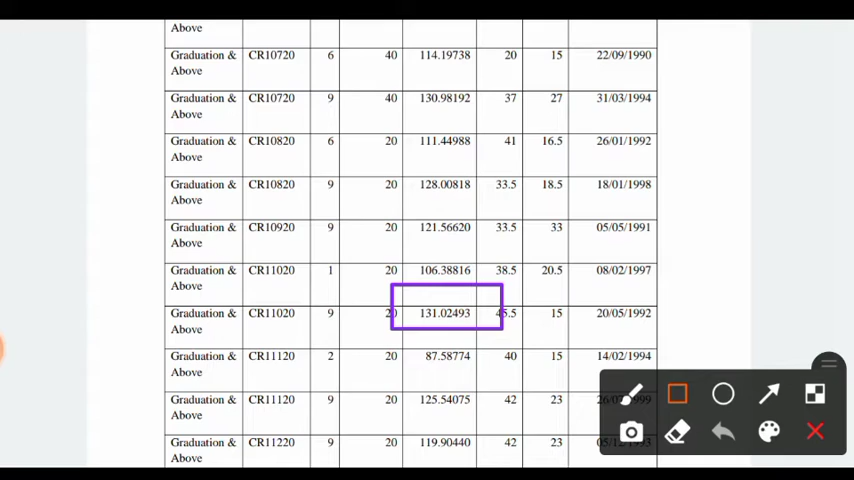 Above
Graduation & CR10720 6 40 114.19738 20 15 22/09/1990
Above
Graduation & CR10720 9 40 130.98192 37 27 31/03/1994
Above
Graduation & CR10820 6 20 111.44988 41 16.5 26/01/1992
Above
Graduation & CR10820 9 20 128.00818 33.5 18.5 18/01/1998
Above
Graduation & CR10920 9 20 121.56620 33.5 33 05/05/1991
Above
Graduation & CR11020 1 20 106.38816 38.5 20.5 08/02/1997
Above
Graduation & CR11020 9 20 131.02493 45.5 15 20/05/1992
Above
Graduation & CR11120 2 20 87.58774 40 15 14/02/1994
Above
Graduation & CR11120 9 20 125.54075 42 23
Above
Graduation & CR11220 9 20 119.90440 42 23
Above